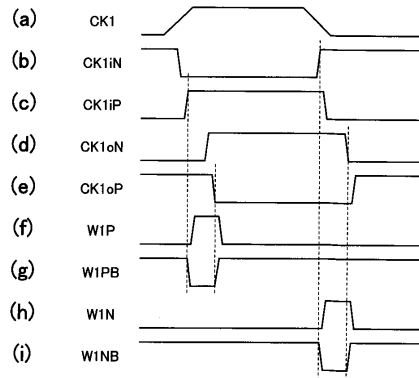 (a) CK1
(b) CK1iN
(c) CK1iP
(d) CK1oN
(e) CK1oP
(f) W1P
(g) W1PB
(h) W1N
(i) W1NB